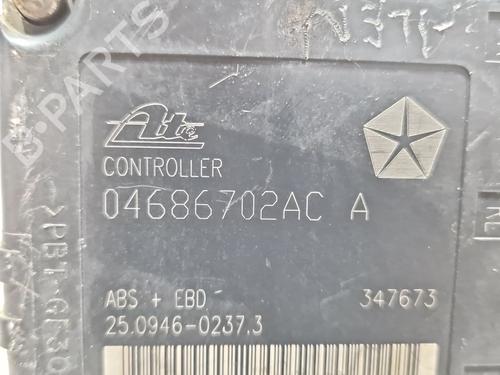 Ate
CONTROLLER
04686702AC A
ABS + EBD 347673
25.0946-0237.3
B-PARTS